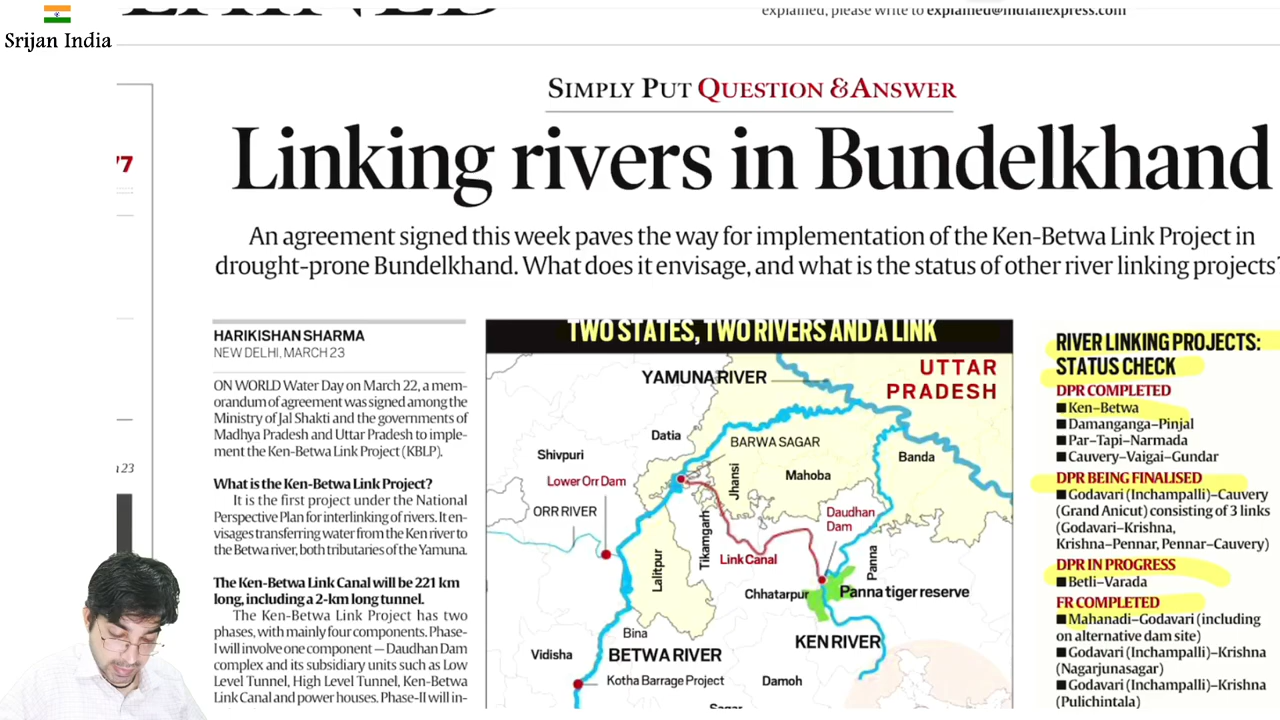 Srijan India
explained, please write to explained@indianexpress.com
77
23
SIMPLY PUT QUESTION &ANSWER
Linking rivers in Bundelkhand
An agreement signed this week paves the way for implementation of the Ken-Betwa Link Project in
drought-prone Bundelkhand. What does it envisage, and what is the status of other river linking projects?
HARIKISHAN SHARMA
NEW DELHI, MARCH 23
ON WORLD Water Day on March 22, a mem-
orandum of agreement was signed among the
Ministry of Jal Shakti and the governments of
Madhya Pradesh and Uttar Pradesh to imple-
ment the Ken-Betwa Link Project (KBLP).
What is the Ken-Betwa Link Project?
It is the first project under the National
Perspective Plan for interlinking of rivers. It en-
visages transferring water from the Ken river to
the Betwa river, both tributaries of the Yamuna.
The Ken-Betwa Link Canal will be 221 km
long, including a 2-km long tunnel.
The Ken-Betwa Link Project has two
phases, with mainly four components. Phase-
I will involve one component — Daudhan Dam
complex and its subsidiary units such as Low
Level Tunnel, High Level Tunnel, Ken-Betwa
Link Canal and power houses. Phase-II will in-
TWO STATES, TWO RIVERS AND A LINK
YAMUNA RIVER
UTTAR
PRADESH
Datia
BARWA SAGAR
Shivpuri
Jhansi
Mahoba
Banda
Lower Orr Dam
ORR RIVER
Tikamgarh
Daudhan
Dam
Link Canal
Lalitpur
Panna
Chhatarpur
Panna tiger reserve
Bina
KEN RIVER
Vidisha
BETWA RIVER
Kotha Barrage Project
Damoh
Sagar
RIVER LINKING PROJECTS:
STATUS CHECK
DPR COMPLETED
■ Ken–Betwa
■ Damanganga–Pinjal
■ Par–Tapi–Narmada
■ Cauvery–Vaigai–Gundar
DPR BEING FINALISED
■ Godavari (Inchampalli)–Cauvery
(Grand Anicut) consisting of 3 links
(Godavari–Krishna,
Krishna–Pennar, Pennar–Cauvery)
DPR IN PROGRESS
■ Betli–Varada
FR COMPLETED
■ Mahanadi–Godavari (including
on alternative dam site)
■ Godavari (Inchampalli)–Krishna
(Nagarjunasagar)
■ Godavari (Inchampalli)–Krishna
(Pulichintala)